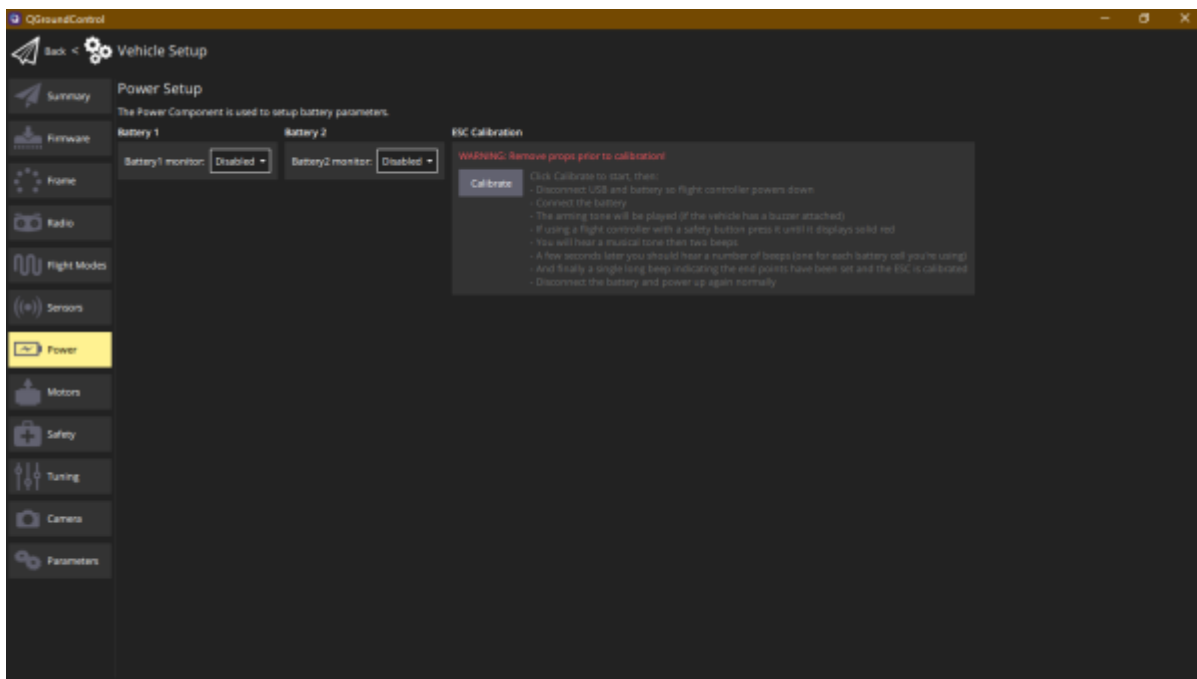 QGroundControl
Back < Vehicle Setup
Summary
Firmware
Frame
Radio
Flight Modes
Sensors
Power
Motors
Safety
Tuning
Camera
Parameters
Power Setup
The Power Component is used to setup battery parameters.
Battery 1
Battery1 monitor: Disabled
Battery 2
Battery2 monitor: Disabled
ESC Calibration
WARNING: Remove props prior to calibration!
Calibrate
Click Calibrate to start, then:
- Disconnect USB and battery so flight controller powers down
- Connect the battery
- The arming tone will be played (if the vehicle has a buzzer attached)
- If using a flight controller with a safety button press it until it displays solid red
- You will hear a musical tone then two beeps
- A few seconds later you should hear a number of beeps (one for each battery cell you're using)
- And finally a single long beep indicating the end points have been set and the ESC is calibrated
- Disconnect the battery and power up again normally